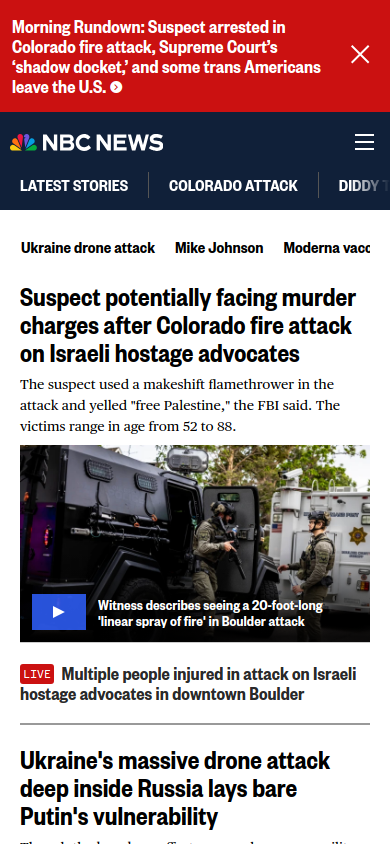 Morning Rundown: Suspect arrested in
Colorado fire attack, Supreme Court's
'shadow docket,' and some trans Americans
leave the U.S.
NBC NEWS
LATEST STORIES
COLORADO ATTACK
DIDDY T
Ukraine drone attack
Mike Johnson
Moderna vacc
Suspect potentially facing murder
charges after Colorado fire attack
on Israeli hostage advocates
The suspect used a makeshift flamethrower in the
attack and yelled "free Palestine," the FBI said. The
victims range in age from 52 to 88.
Witness describes seeing a 20-foot-long
'linear spray of fire' in Boulder attack
LIVE Multiple people injured in attack on Israeli
hostage advocates in downtown Boulder
Ukraine's massive drone attack
deep inside Russia lays bare
Putin's vulnerability